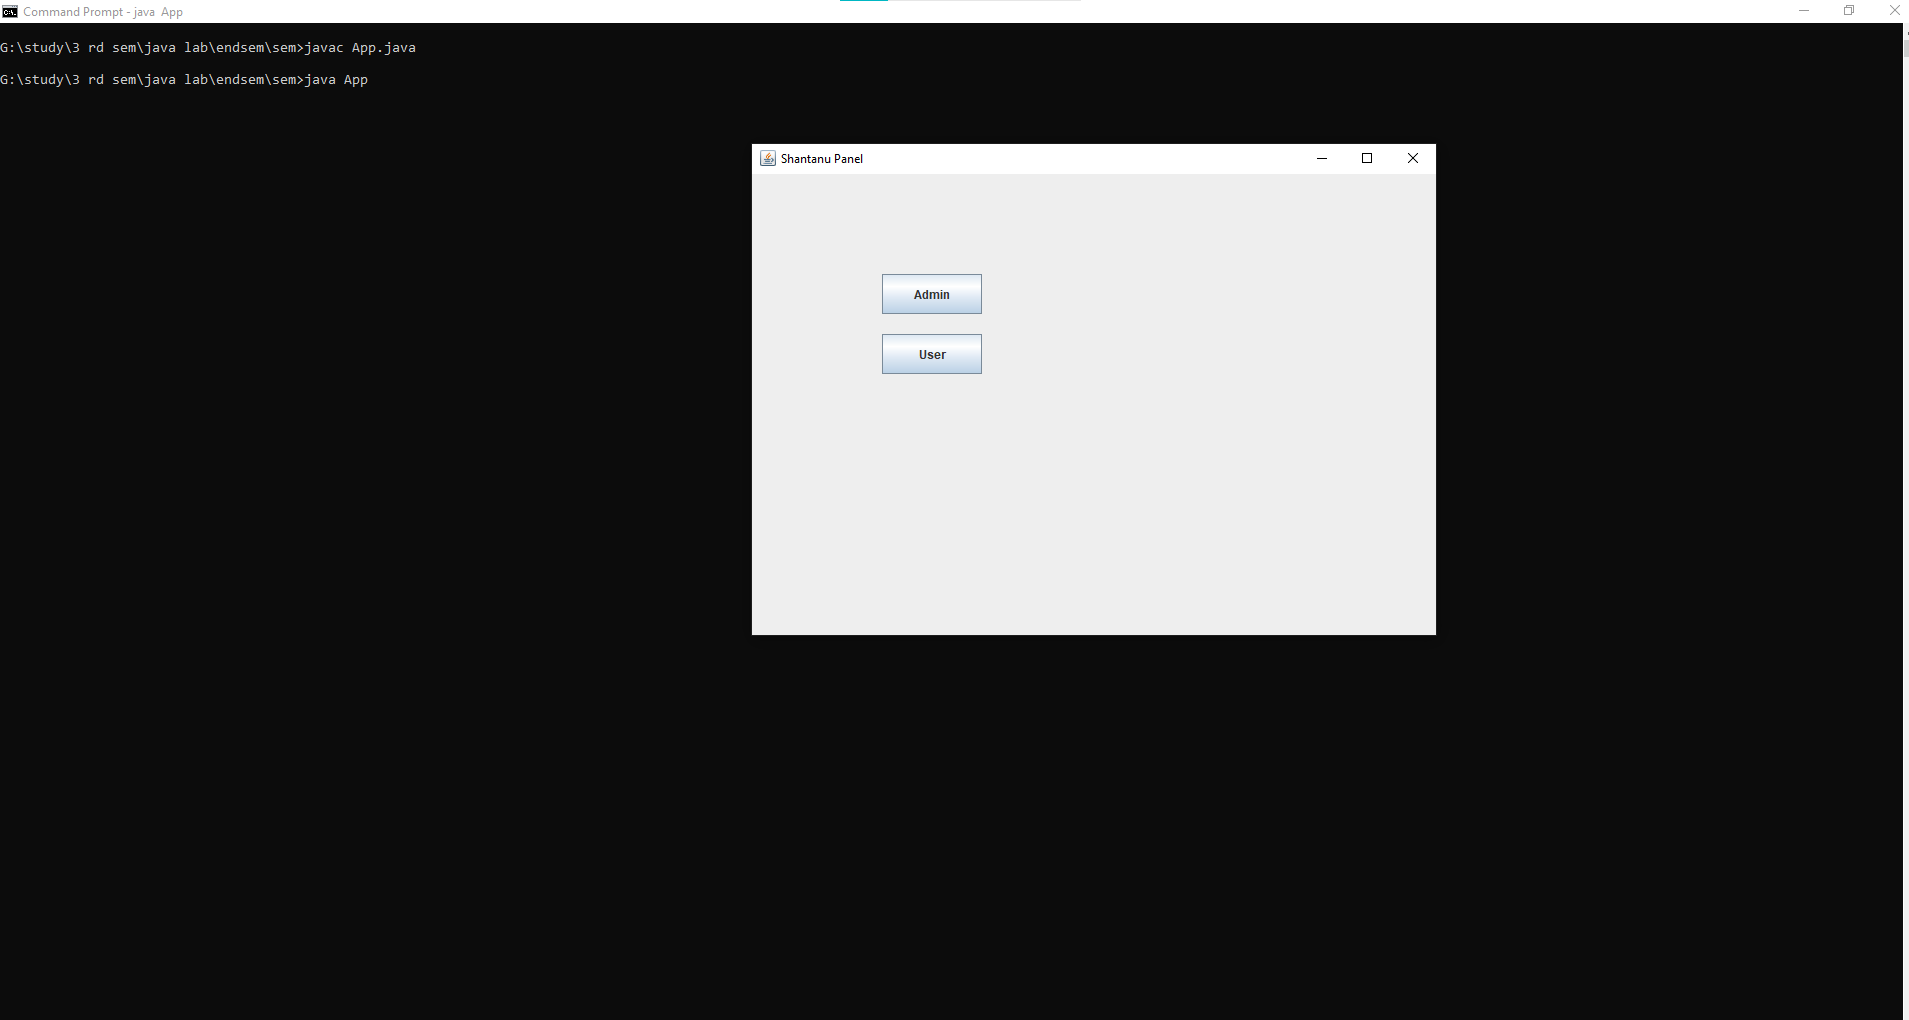 Command Prompt - java  App
G:\study\3 rd sem\java lab\endsem\sem>javac App.java
G:\study\3 rd sem\java lab\endsem\sem>java App
Shantanu Panel
Admin
User